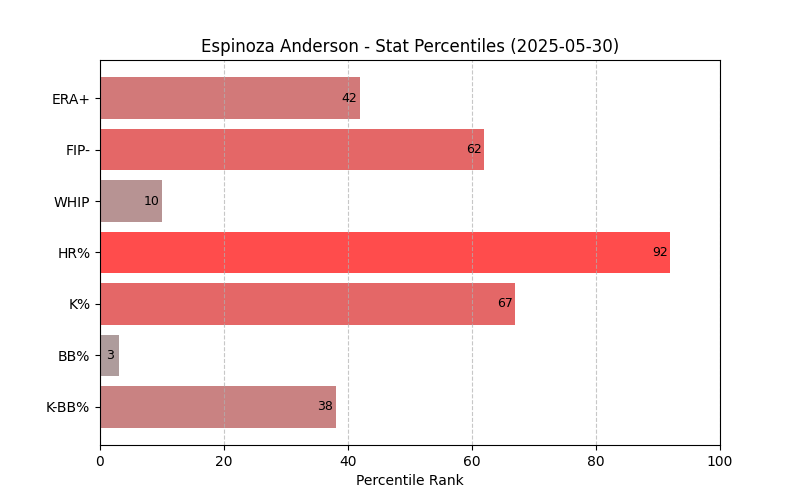 Espinoza Anderson - Stat Percentiles (2025-05-30)
ERA+ 42
FIP- 62
WHIP 10
HR% 92
K% 67
BB% 3
K-BB% 38
0 20 40 60 80 100
Percentile Rank